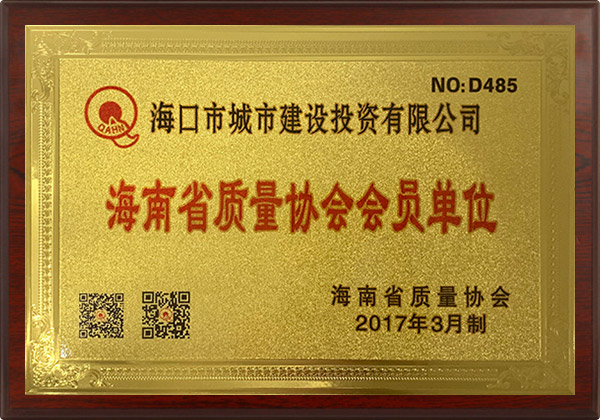 NO:D485
QAHN
海口市城市建设投资有限公司
海南省质量协会会员单位
海南省质量协会
2017年3月制